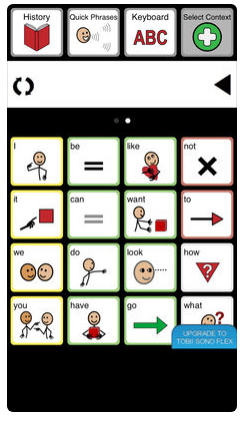 History Quick Phrases Keyboard Select Context
ABC
I be like not
it can want to
we do look how
you have go what
UPGRADE TO
TOBII SONO FLEX